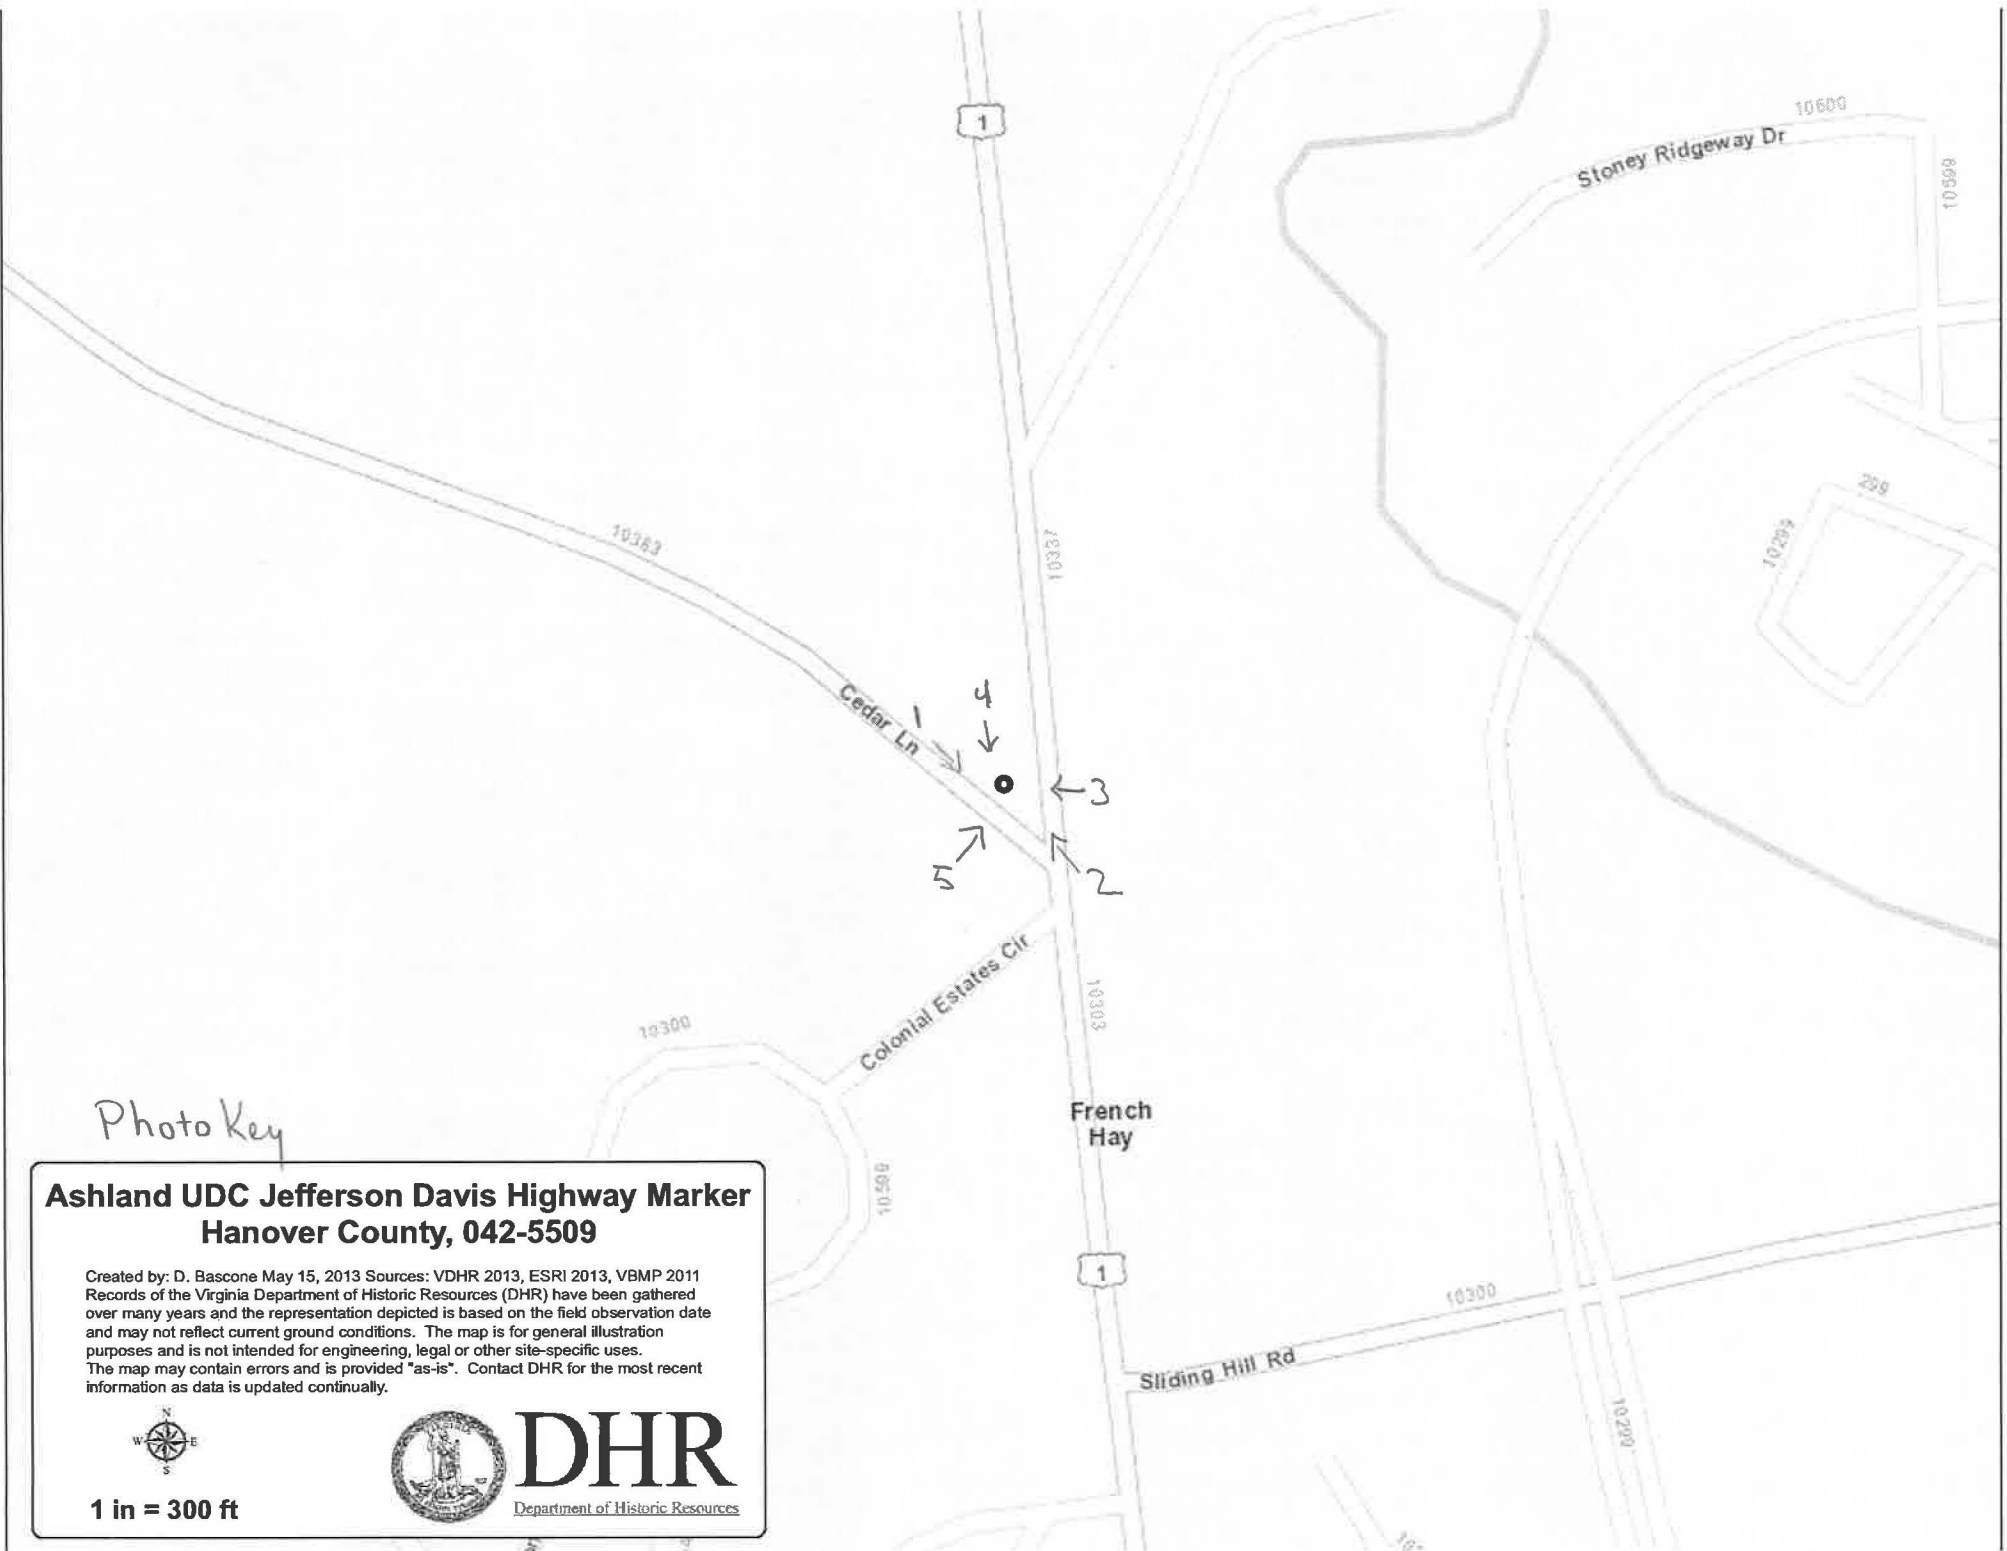 1
10600
Stoney Ridgeway Dr
10699
10383
10337
299
10299
Cedar Ln
1
4
3
5
2
Colonial Estates Cir
10303
10300
French
Hay
10599
Photo Key
Ashland UDC Jefferson Davis Highway Marker
Hanover County, 042-5509
Created by: D. Bascone May 15, 2013 Sources: VDHR 2013, ESRI 2013, VBMP 2011
Records of the Virginia Department of Historic Resources (DHR) have been gathered
over many years and the representation depicted is based on the field observation date
and may not reflect current ground conditions. The map is for general illustration
purposes and is not intended for engineering, legal or other site-specific uses.
The map may contain errors and is provided "as-is". Contact DHR for the most recent
information as data is updated continually.
N
W E
S
1 in = 300 ft
DHR
Department of Historic Resources
1
10300
Sliding Hill Rd
10299